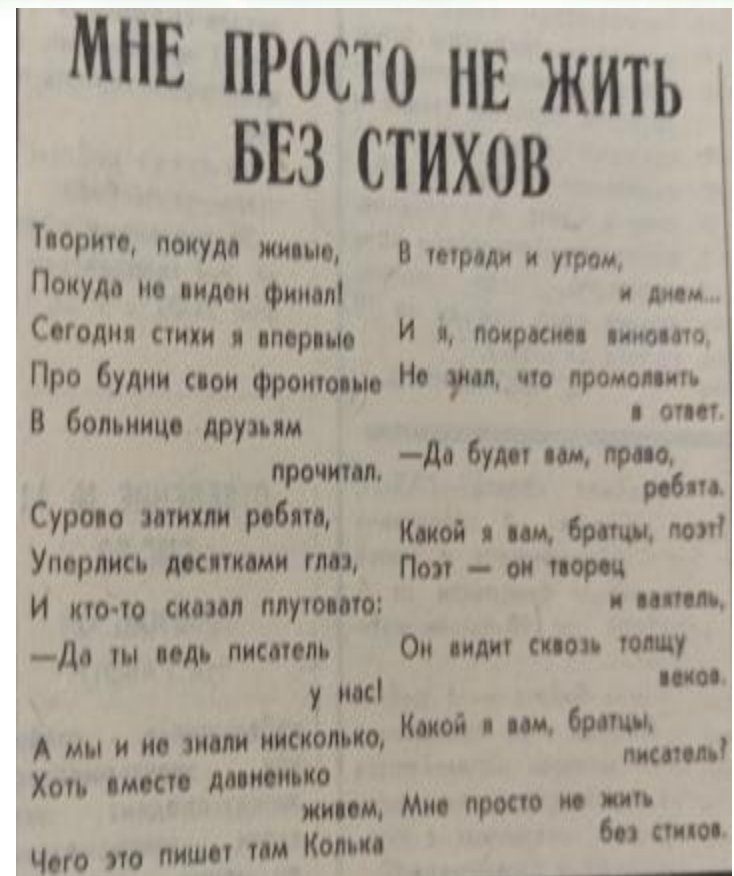 МНЕ ПРОСТО НЕ ЖИТЬ
БЕЗ СТИХОВ
Творите, покуда живые,
Покуда не виден финал!
Сегодня стихи я впервые
Про будни свои фронтовые
В больнице друзьям
прочитал.
Сурово затихли ребята,
Уперлись десятками глаз,
И кто-то сказал плутовато:
—Да ты ведь писатель
у нас!
А мы и не знали нисколько,
Хоть вместе давненько
живем,
Чего это пишет там Колька
В тетради и утром,
и днем...
И я, покраснев виновато,
Не знал, что промолвить
в ответ.
—Да будет вам, право,
ребята.
Какой я вам, братцы, поэт?
Поэт — он творец
и ваятель,
Он видит сквозь толщу
веков.
Какой я вам, братцы,
писатель?
Мне просто не жить
без стихов.